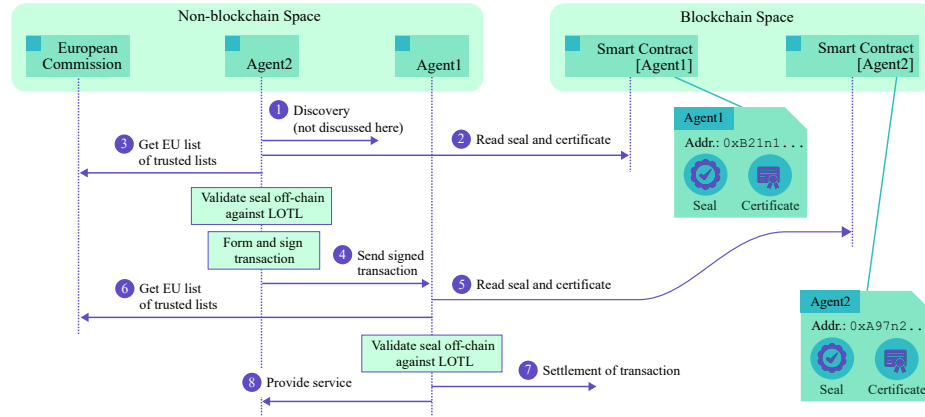 Non-blockchain Space
Blockchain Space
European
Commission
Agent2
Agent1
Smart Contract
[Agent1]
Smart Contract
[Agent2]
1 Discovery
(not discussed here)
2 Read seal and certificate
3 Get EU list
of trusted lists
Agent1
Addr.: 0xB21n1...
Seal
Certificate
Validate seal off-chain
against LOTL
Form and sign
transaction
4 Send signed
transaction
5 Read seal and certificate
6 Get EU list
of trusted lists
Agent2
Addr.: 0xA97n2..
Seal
Certificate
Validate seal off-chain
against LOTL
7 Settlement of transaction
8 Provide service